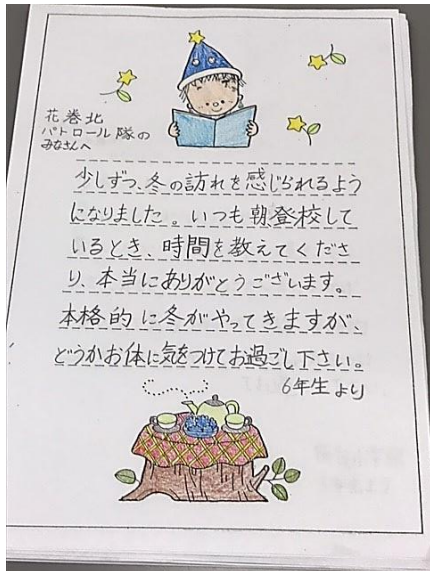 花巻北
パトロール隊の
みなさんへ
少しずつ、冬の訪れを感じられるよう
になりました。いつも朝登校して
いるとき、時間を教えてくださ
り、本当にありがとうございます。
本格的に冬がやってきますが、
どうかお体に気をつけてお過ごし下さい。
6年生より